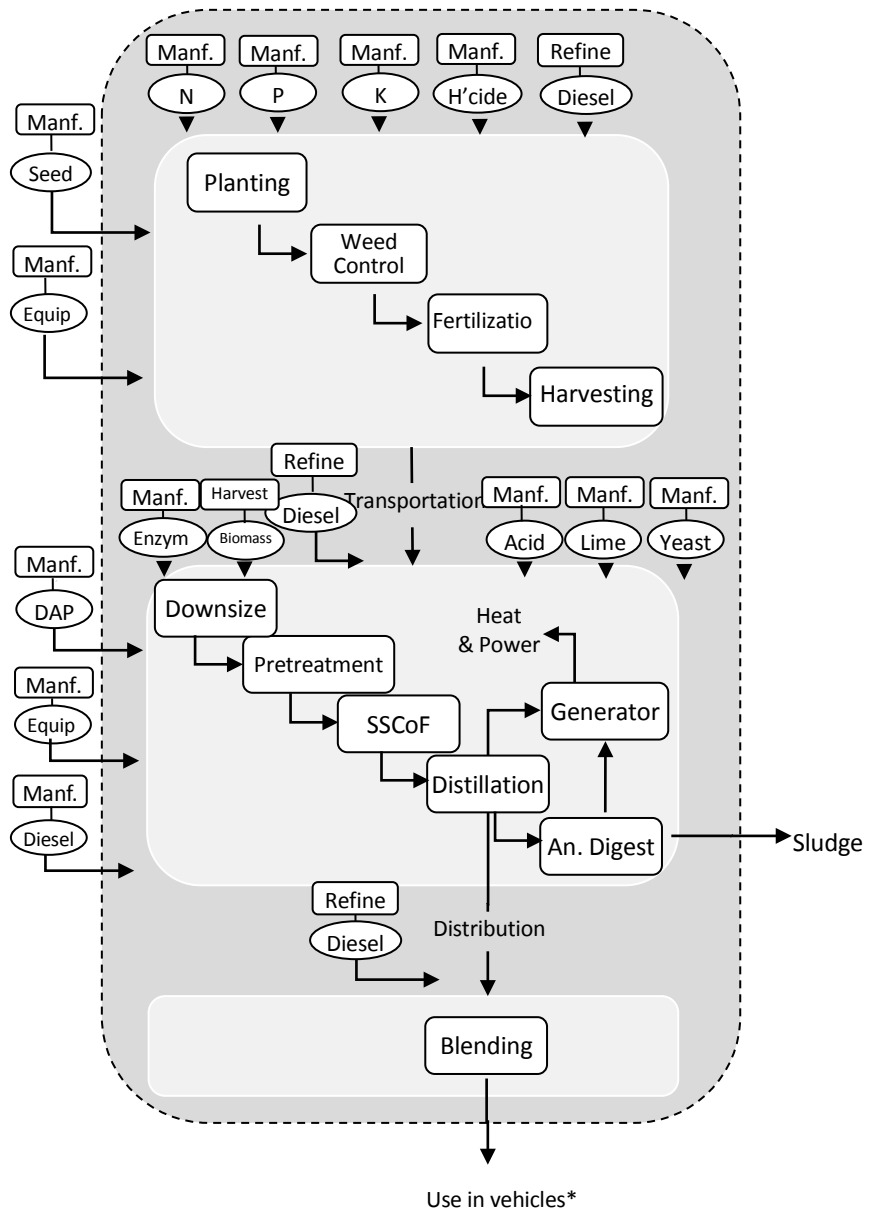 Manf.
Manf.
Manf.
Manf.
Refine
N
P
K
H'cide
Diesel
Manf.
Seed
Planting
Weed
Control
Manf.
Equip
Fertilizatio
Harvesting
Refine
Diesel
Transportation
Manf.
Enzym
Harvest
Biomass
Manf.
Manf.
Manf.
Acid
Lime
Yeast
Manf.
DAP
Downsize
Heat
& Power
Pretreatment
Manf.
Equip
SSCoF
Generator
Distillation
Manf.
Diesel
An. Digest
Sludge
Refine
Diesel
Distribution
Blending
Use in vehicles*